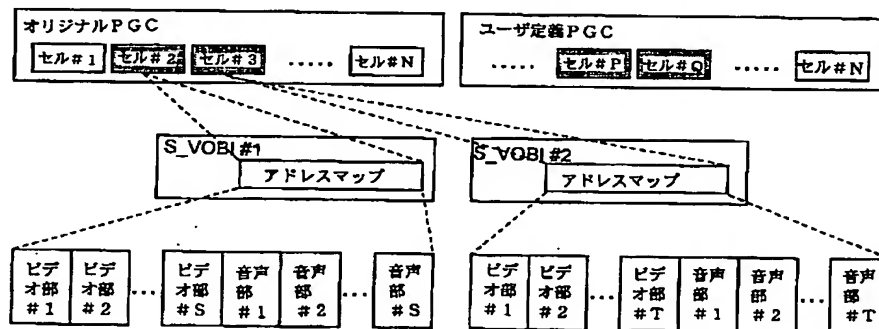 オリジナルPGC
セル#1 セル#2 セル#3 ..... セル#N
ユーザ定義PGC
..... セル#P セル#Q ..... セル#N
S_VOBI #1
アドレスマップ
S_VOBI #2
アドレスマップ
ビデオ部#1 ビデオ部#2 ... ビデオ部#S 音声部#1 音声部#2 ... 音声部#S
ビデオ部#1 ビデオ部#2 ... ビデオ部#T 音声部#1 音声部#2 ... 音声部#T